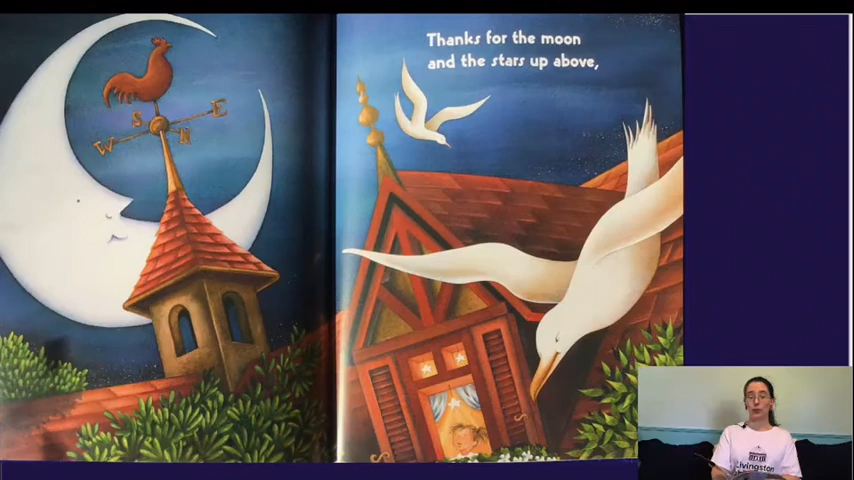 S
E
W
N
Thanks for the moon
and the stars up above,
Livingston